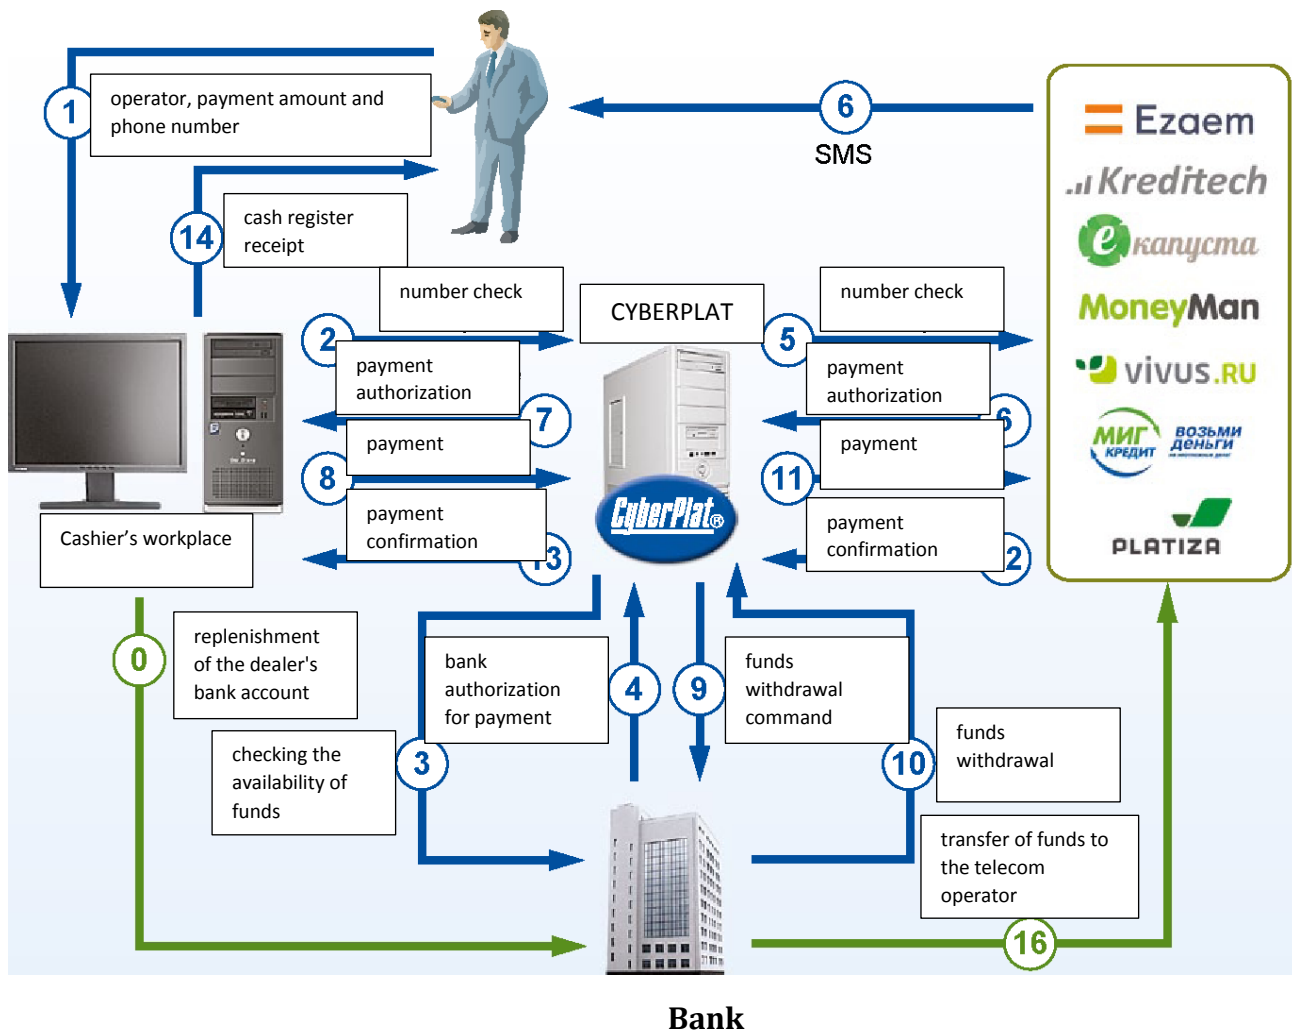 1
operator, payment amount and
phone number
6
SMS
Ezaem
Kreditech
e капуста
MoneyMan
vivus.RU
МИГ
КРЕДИТ
ВОЗЬМИ
ДЕНЬГИ
PLATIZA
14
cash register
receipt
number check
CYBERPLAT
number check
2
5
payment
authorization
payment
authorization
7
6
payment
payment
8
11
CyberPlat®
payment
confirmation
payment
confirmation
13
12
Cashier's workplace
0
replenishment
of the dealer's
bank account
bank
authorization
for payment
4
9
funds
withdrawal
command
checking the
availability of
funds
3
10
funds
withdrawal
transfer of funds to
the telecom
operator
16
Bank